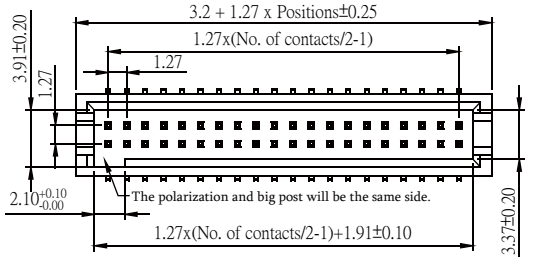 3.2 + 1.27 x Positions±0.25
1.27x(No. of contacts/2-1)
1.27
3.91±0.20
1.27
The polarization and big post will be the same side.
2.10+0.10
-0.00
1.27x(No. of contacts/2-1)+1.91±0.10
3.37±0.20